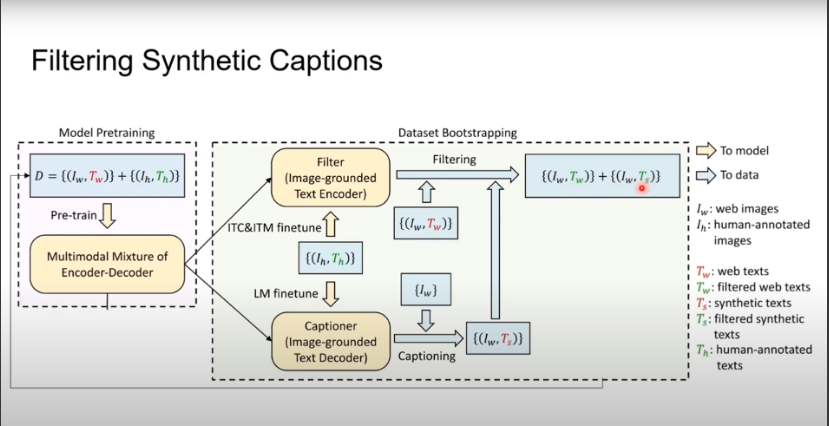 Filtering Synthetic Captions
Model Pretraining
D = {(I_w, T_w)} + {(I_h, T_h)}
Pre-train
Multimodal Mixture of
Encoder-Decoder
Dataset Bootstrapping
Filter
(Image-grounded
Text Encoder)
Filtering
{(I_w, T_w)} + {(I_w, T_s)}
ITC&ITM finetune
{(I_w, T_w)}
{(I_h, T_h)}
LM finetune
{I_w}
Captioner
(Image-grounded
Text Decoder)
Captioning
{(I_w, T_s)}
To model
To data
I_w: web images
I_h: human-annotated
images
T_w: web texts
T_w: filtered web texts
T_s: synthetic texts
T_s: filtered synthetic
texts
T_h: human-annotated
texts